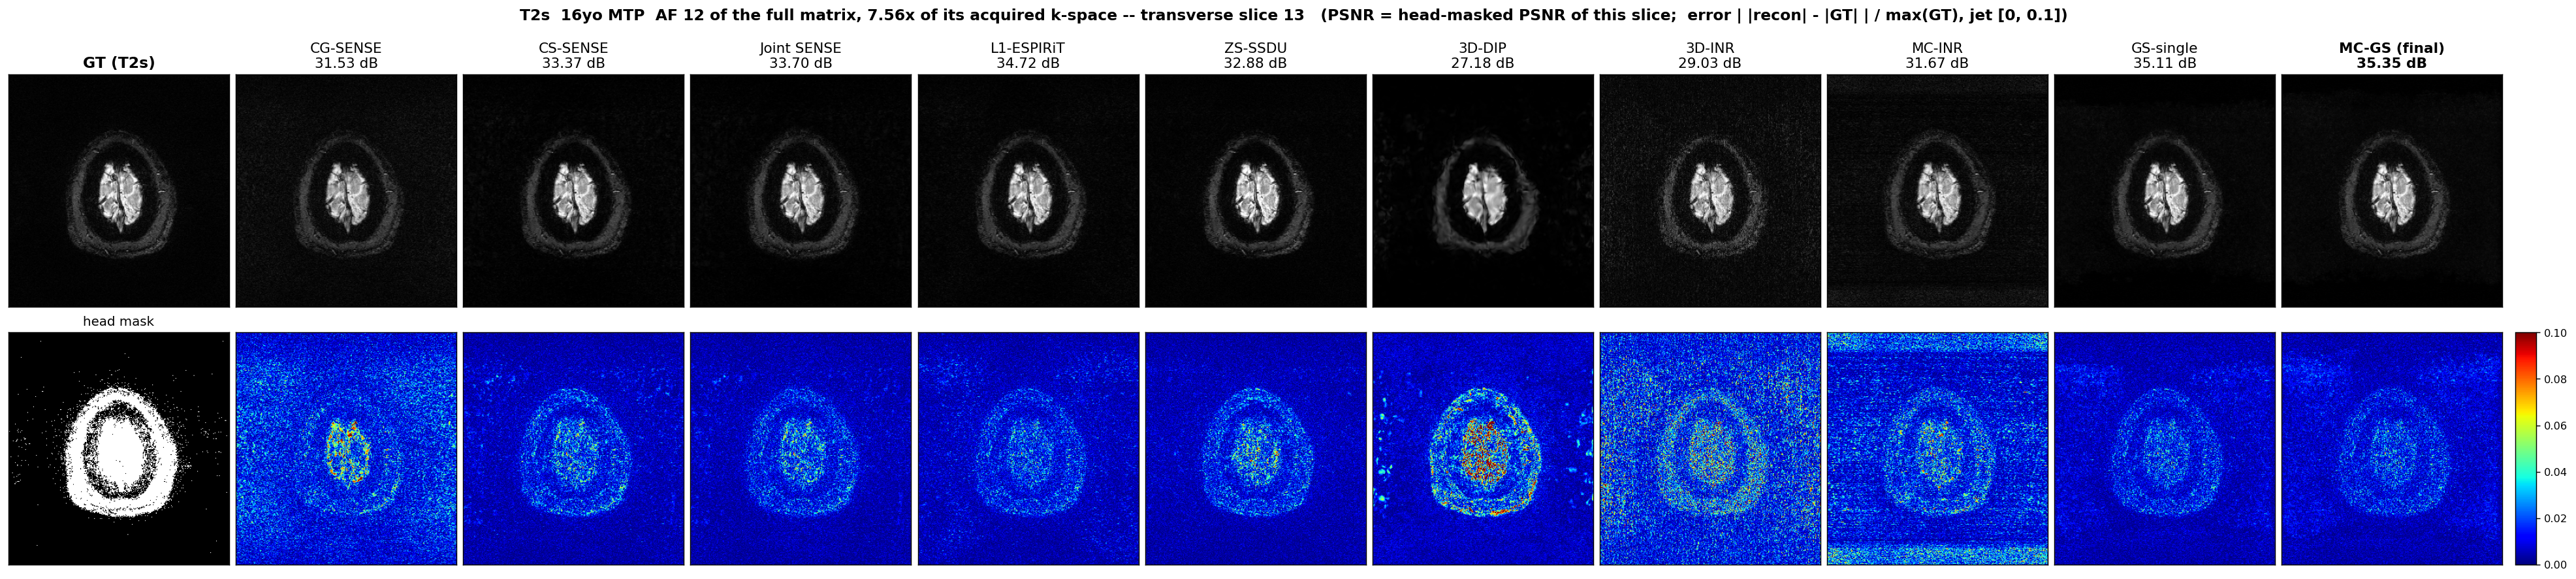 T2s  16yo MTP  AF 12 of the full matrix, 7.56x of its acquired k-space -- transverse slice 13   (PSNR = head-masked PSNR of this slice;  error | |recon| - |GT| | / max(GT), jet [0, 0.1])
GT (T2s)
CG-SENSE
31.53 dB
CS-SENSE
33.37 dB
Joint SENSE
33.70 dB
L1-ESPIRiT
34.72 dB
ZS-SSDU
32.88 dB
3D-DIP
27.18 dB
3D-INR
29.03 dB
MC-INR
31.67 dB
GS-single
35.11 dB
MC-GS (final)
35.35 dB
head mask
0.10
0.08
0.06
0.04
0.02
0.00